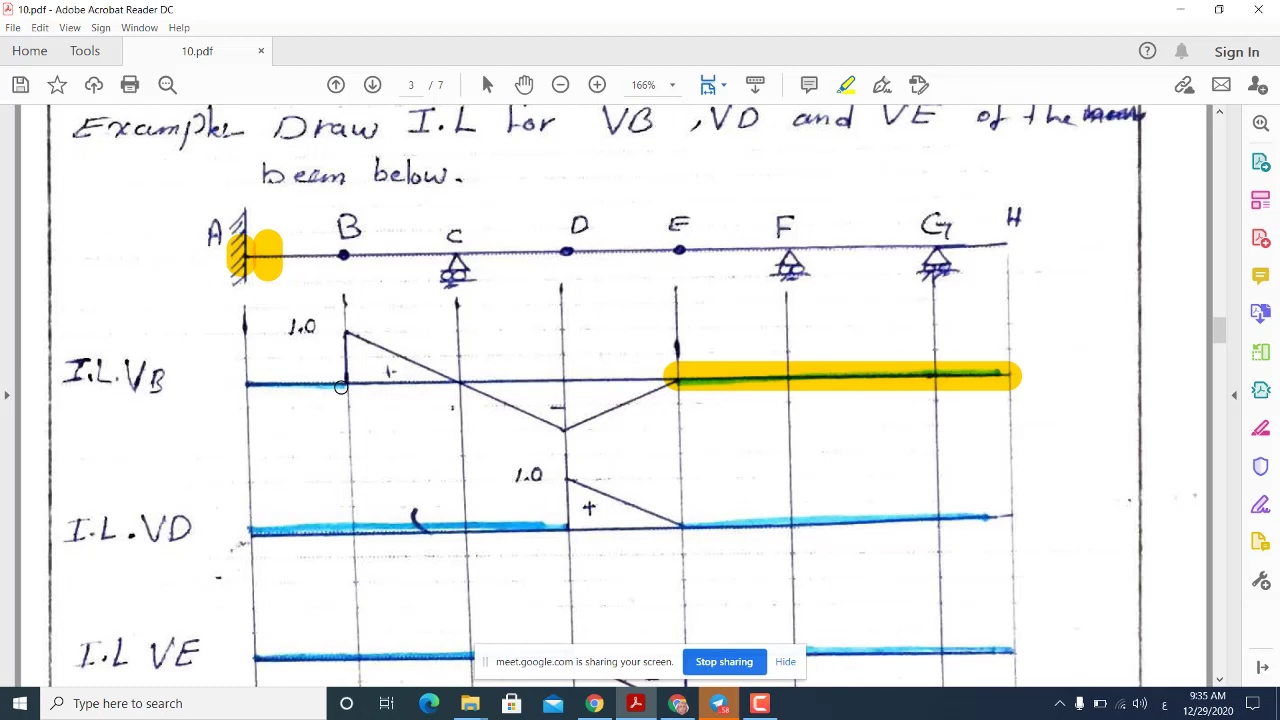 10.pdf - Adobe Acrobat Reader DC
File Edit View Sign Window Help
Home Tools 10.pdf × Sign In
3 / 7 166%
Example: Draw I.L for VB , VD and VE of the
beam below.
A B C D E F G H
1.0
I.L.VB + −
1.0
I.L.VD +
I.L VE
meet.google.com is sharing your screen. Stop sharing Hide
Type here to search
58
9:35 AM
12/29/2020